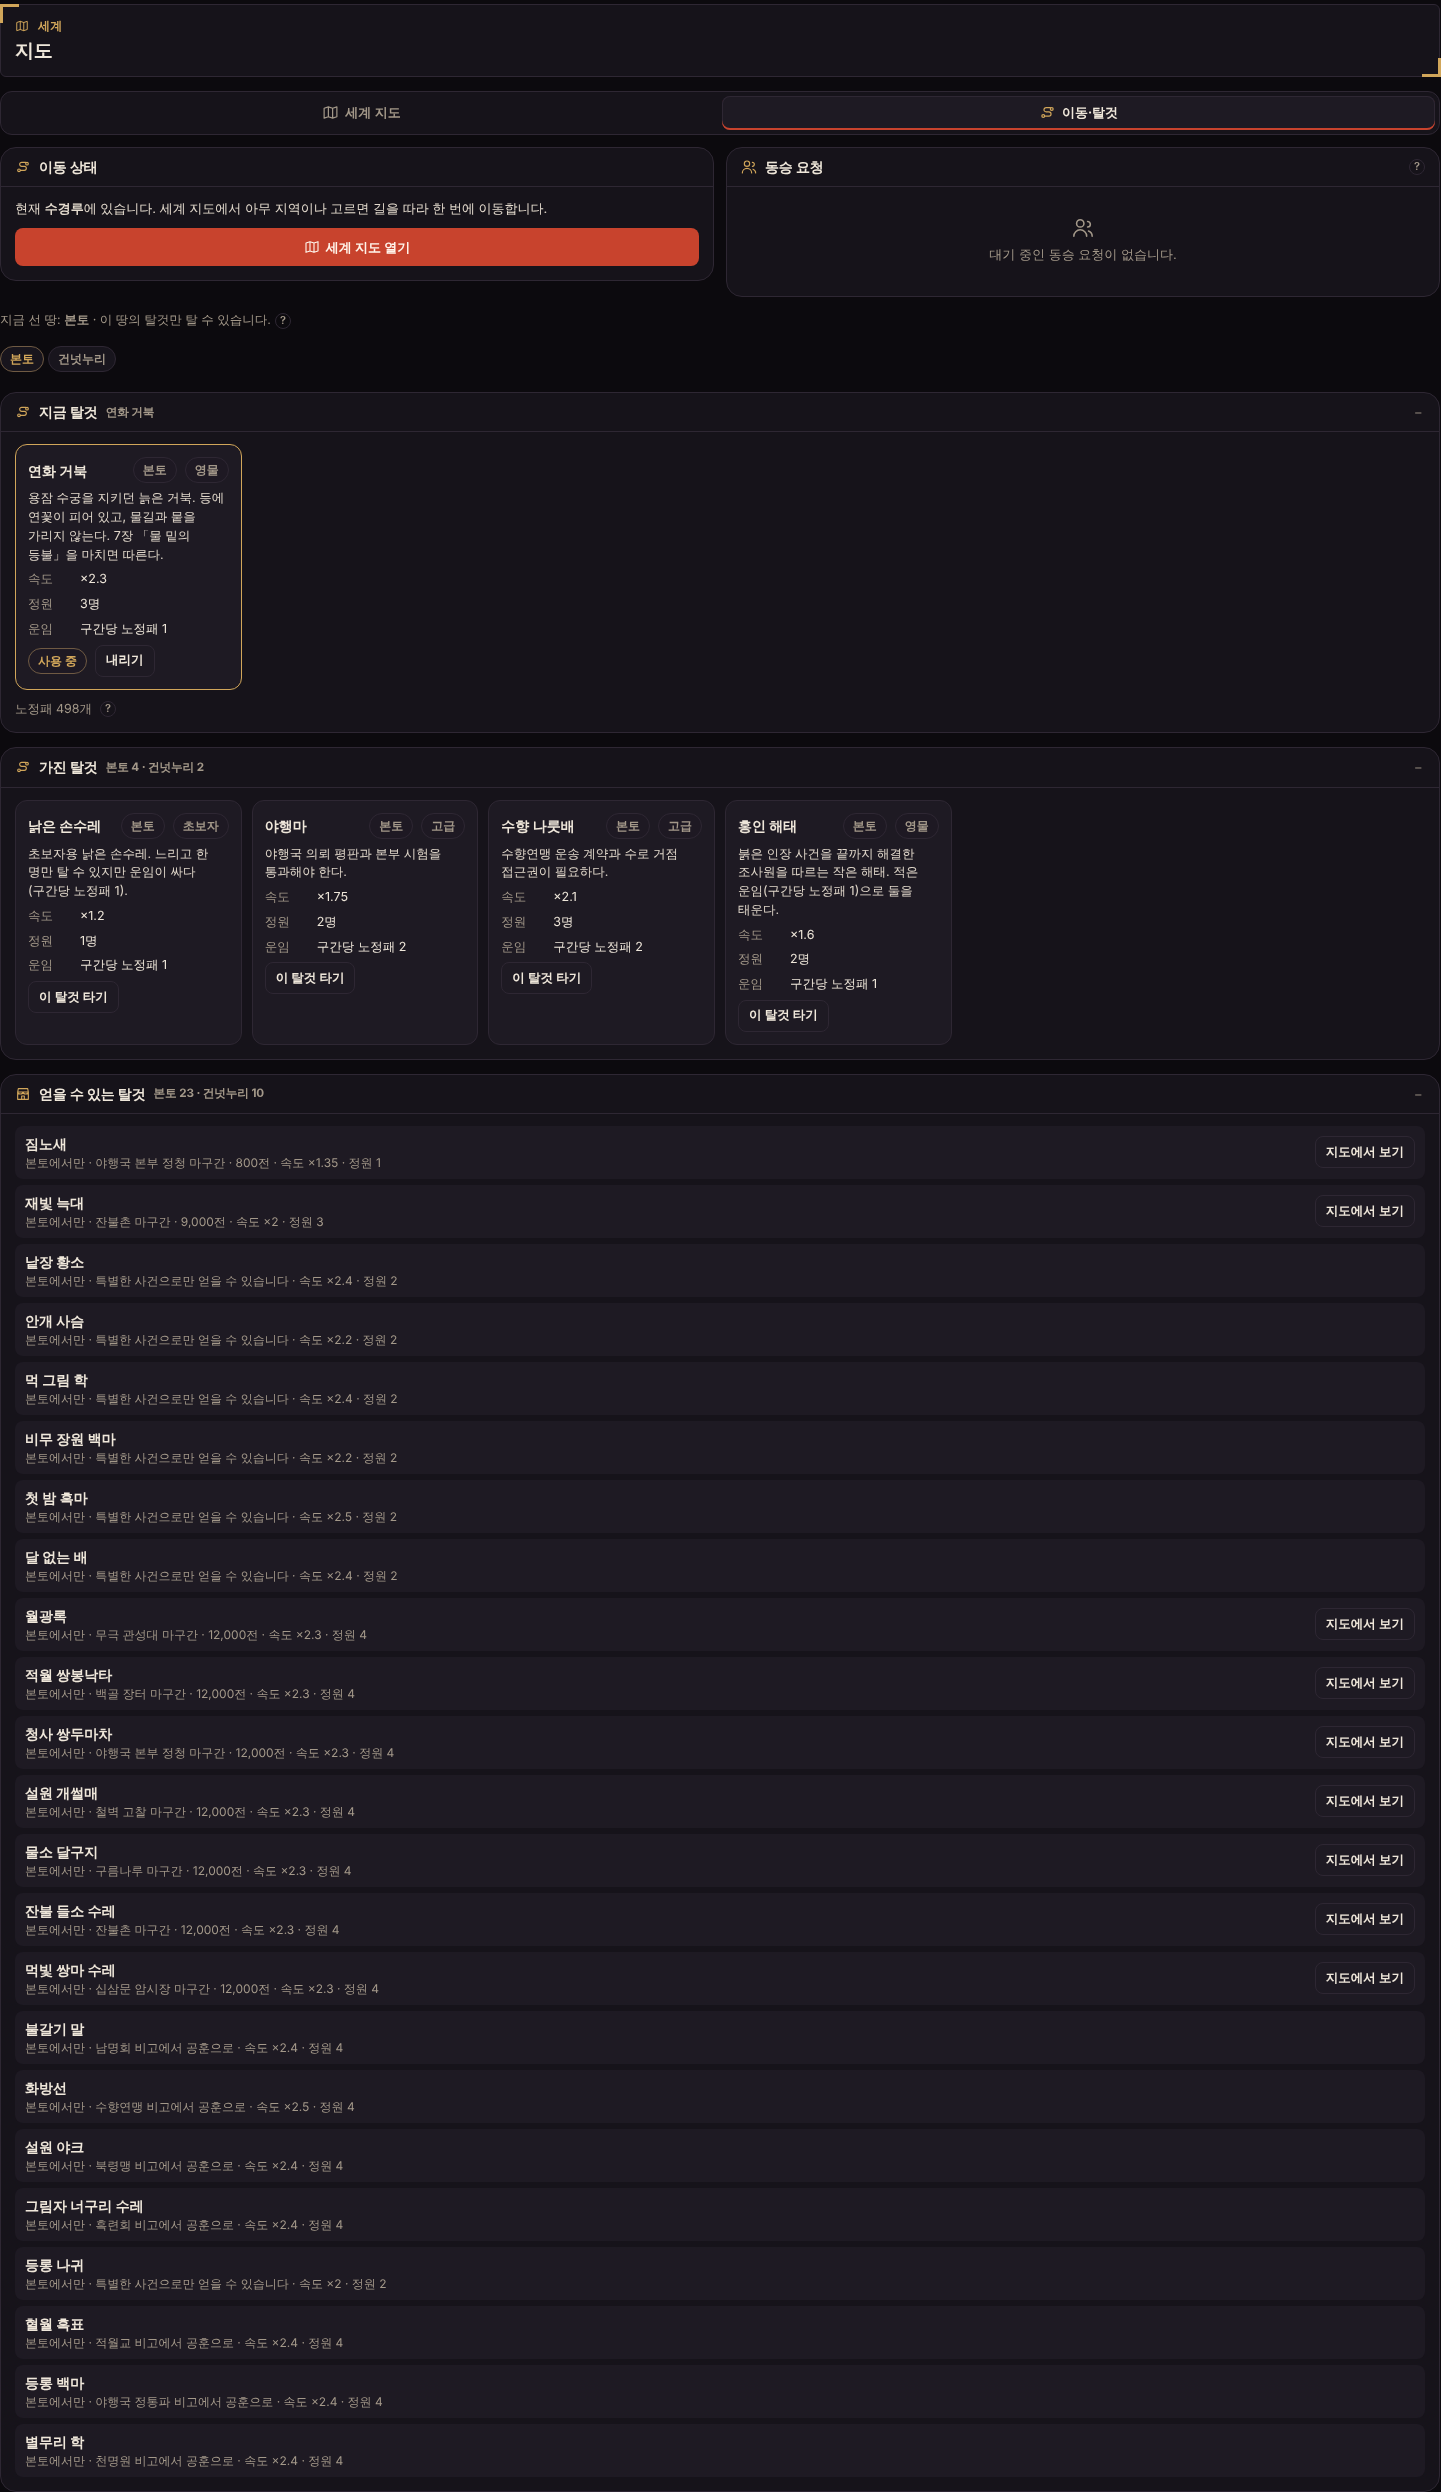 세계
지도
세계 지도
이동·탈것
이동 상태
현재 수경루에 있습니다. 세계 지도에서 아무 지역이나 고르면 길을 따라 한 번에 이동합니다.
세계 지도 열기
동승 요청
?
대기 중인 동승 요청이 없습니다.
지금 선 땅: 본토 · 이 땅의 탈것만 탈 수 있습니다. ?
본토 건넛누리
지금 탈것 연화 거북
연화 거북 본토 영물
용잠 수궁을 지키던 늙은 거북. 등에
연꽃이 피어 있고, 물길과 뭍을
가리지 않는다. 7장 「물 밑의
등불」을 마치면 따른다.
속도 ×2.3
정원 3명
운임 구간당 노정패 1
사용 중 내리기
노정패 498개 ?
가진 탈것 본토 4 · 건넛누리 2
낡은 손수레 본토 초보자
초보자용 낡은 손수레. 느리고 한
명만 탈 수 있지만 운임이 싸다
(구간당 노정패 1).
속도 ×1.2
정원 1명
운임 구간당 노정패 1
이 탈것 타기
야행마 본토 고급
야행국 의뢰 평판과 본부 시험을
통과해야 한다.
속도 ×1.75
정원 2명
운임 구간당 노정패 2
이 탈것 타기
수향 나룻배 본토 고급
수향연맹 운송 계약과 수로 거점
접근권이 필요하다.
속도 ×2.1
정원 3명
운임 구간당 노정패 2
이 탈것 타기
홍인 해태 본토 영물
붉은 인장 사건을 끝까지 해결한
조사원을 따르는 작은 해태. 적은
운임(구간당 노정패 1)으로 둘을
태운다.
속도 ×1.6
정원 2명
운임 구간당 노정패 1
이 탈것 타기
얻을 수 있는 탈것 본토 23 · 건넛누리 10
짐노새
본토에서만 · 야행국 본부 정청 마구간 · 800전 · 속도 ×1.35 · 정원 1
지도에서 보기
재빛 늑대
본토에서만 · 잔불촌 마구간 · 9,000전 · 속도 ×2 · 정원 3
지도에서 보기
낱장 황소
본토에서만 · 특별한 사건으로만 얻을 수 있습니다 · 속도 ×2.4 · 정원 2
안개 사슴
본토에서만 · 특별한 사건으로만 얻을 수 있습니다 · 속도 ×2.2 · 정원 2
먹 그림 학
본토에서만 · 특별한 사건으로만 얻을 수 있습니다 · 속도 ×2.4 · 정원 2
비무 장원 백마
본토에서만 · 특별한 사건으로만 얻을 수 있습니다 · 속도 ×2.2 · 정원 2
첫 밤 흑마
본토에서만 · 특별한 사건으로만 얻을 수 있습니다 · 속도 ×2.5 · 정원 2
달 없는 배
본토에서만 · 특별한 사건으로만 얻을 수 있습니다 · 속도 ×2.4 · 정원 2
월광록
본토에서만 · 무극 관성대 마구간 · 12,000전 · 속도 ×2.3 · 정원 4
지도에서 보기
적월 쌍봉낙타
본토에서만 · 백골 장터 마구간 · 12,000전 · 속도 ×2.3 · 정원 4
지도에서 보기
청사 쌍두마차
본토에서만 · 야행국 본부 정청 마구간 · 12,000전 · 속도 ×2.3 · 정원 4
지도에서 보기
설원 개썰매
본토에서만 · 철벽 고찰 마구간 · 12,000전 · 속도 ×2.3 · 정원 4
지도에서 보기
물소 달구지
본토에서만 · 구름나루 마구간 · 12,000전 · 속도 ×2.3 · 정원 4
지도에서 보기
잔불 들소 수레
본토에서만 · 잔불촌 마구간 · 12,000전 · 속도 ×2.3 · 정원 4
지도에서 보기
먹빛 쌍마 수레
본토에서만 · 십삼문 암시장 마구간 · 12,000전 · 속도 ×2.3 · 정원 4
지도에서 보기
불갈기 말
본토에서만 · 남명회 비고에서 공훈으로 · 속도 ×2.4 · 정원 4
화방선
본토에서만 · 수향연맹 비고에서 공훈으로 · 속도 ×2.5 · 정원 4
설원 야크
본토에서만 · 북령맹 비고에서 공훈으로 · 속도 ×2.4 · 정원 4
그림자 너구리 수레
본토에서만 · 흑련회 비고에서 공훈으로 · 속도 ×2.4 · 정원 4
등롱 나귀
본토에서만 · 특별한 사건으로만 얻을 수 있습니다 · 속도 ×2 · 정원 2
혈월 흑표
본토에서만 · 적월교 비고에서 공훈으로 · 속도 ×2.4 · 정원 4
등롱 백마
본토에서만 · 야행국 정통파 비고에서 공훈으로 · 속도 ×2.4 · 정원 4
별무리 학
본토에서만 · 천명원 비고에서 공훈으로 · 속도 ×2.4 · 정원 4